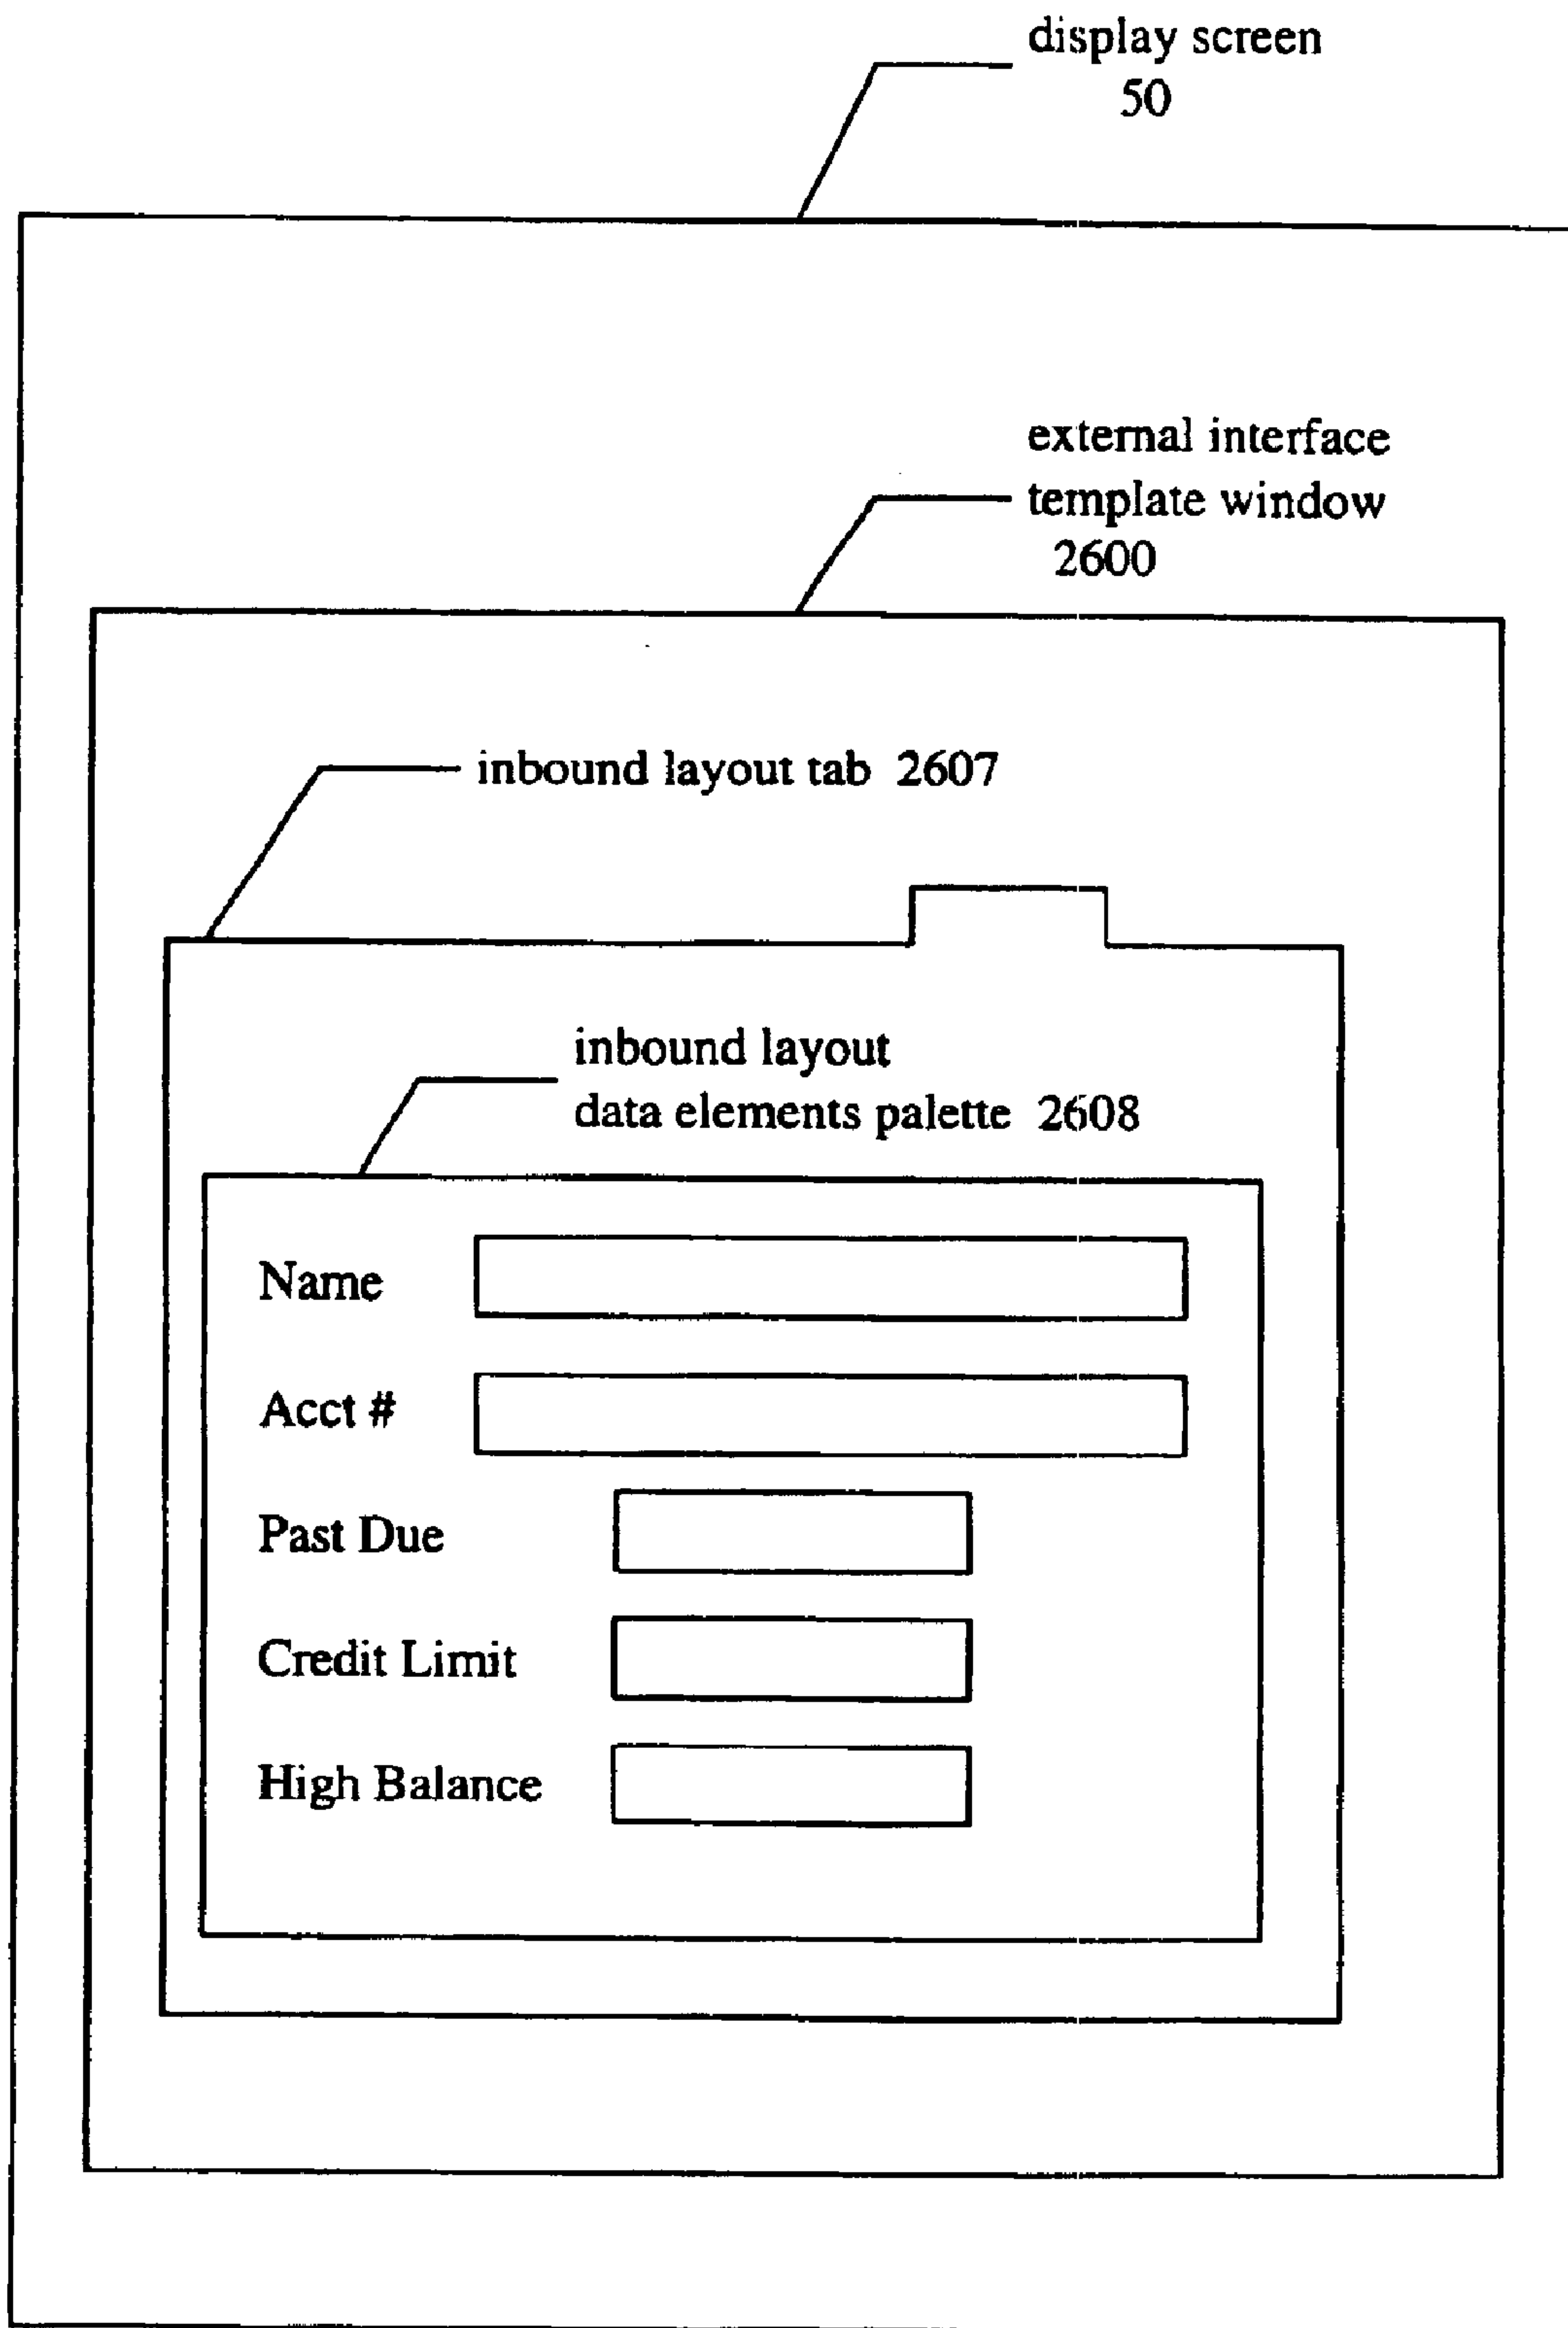 display screen
50
external interface
template window
2600
inbound layout tab 2607
inbound layout
data elements palette 2608
Name
Acct #
Past Due
Credit Limit
High Balance